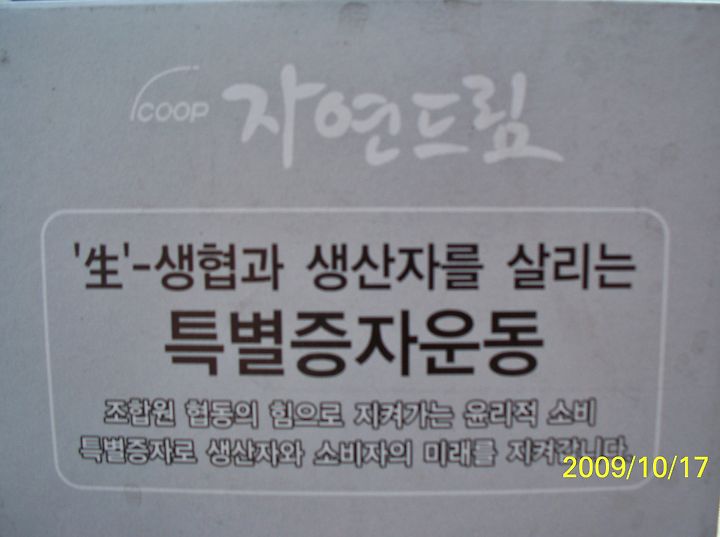 iCOOP 자연드림
'生'-생협과 생산자를 살리는
특별증자운동
조합원 협동의 힘으로 지켜가는 윤리적 소비
특별증자로 생산자와 소비자의 미래를 지켜갑니다.
2009/10/17